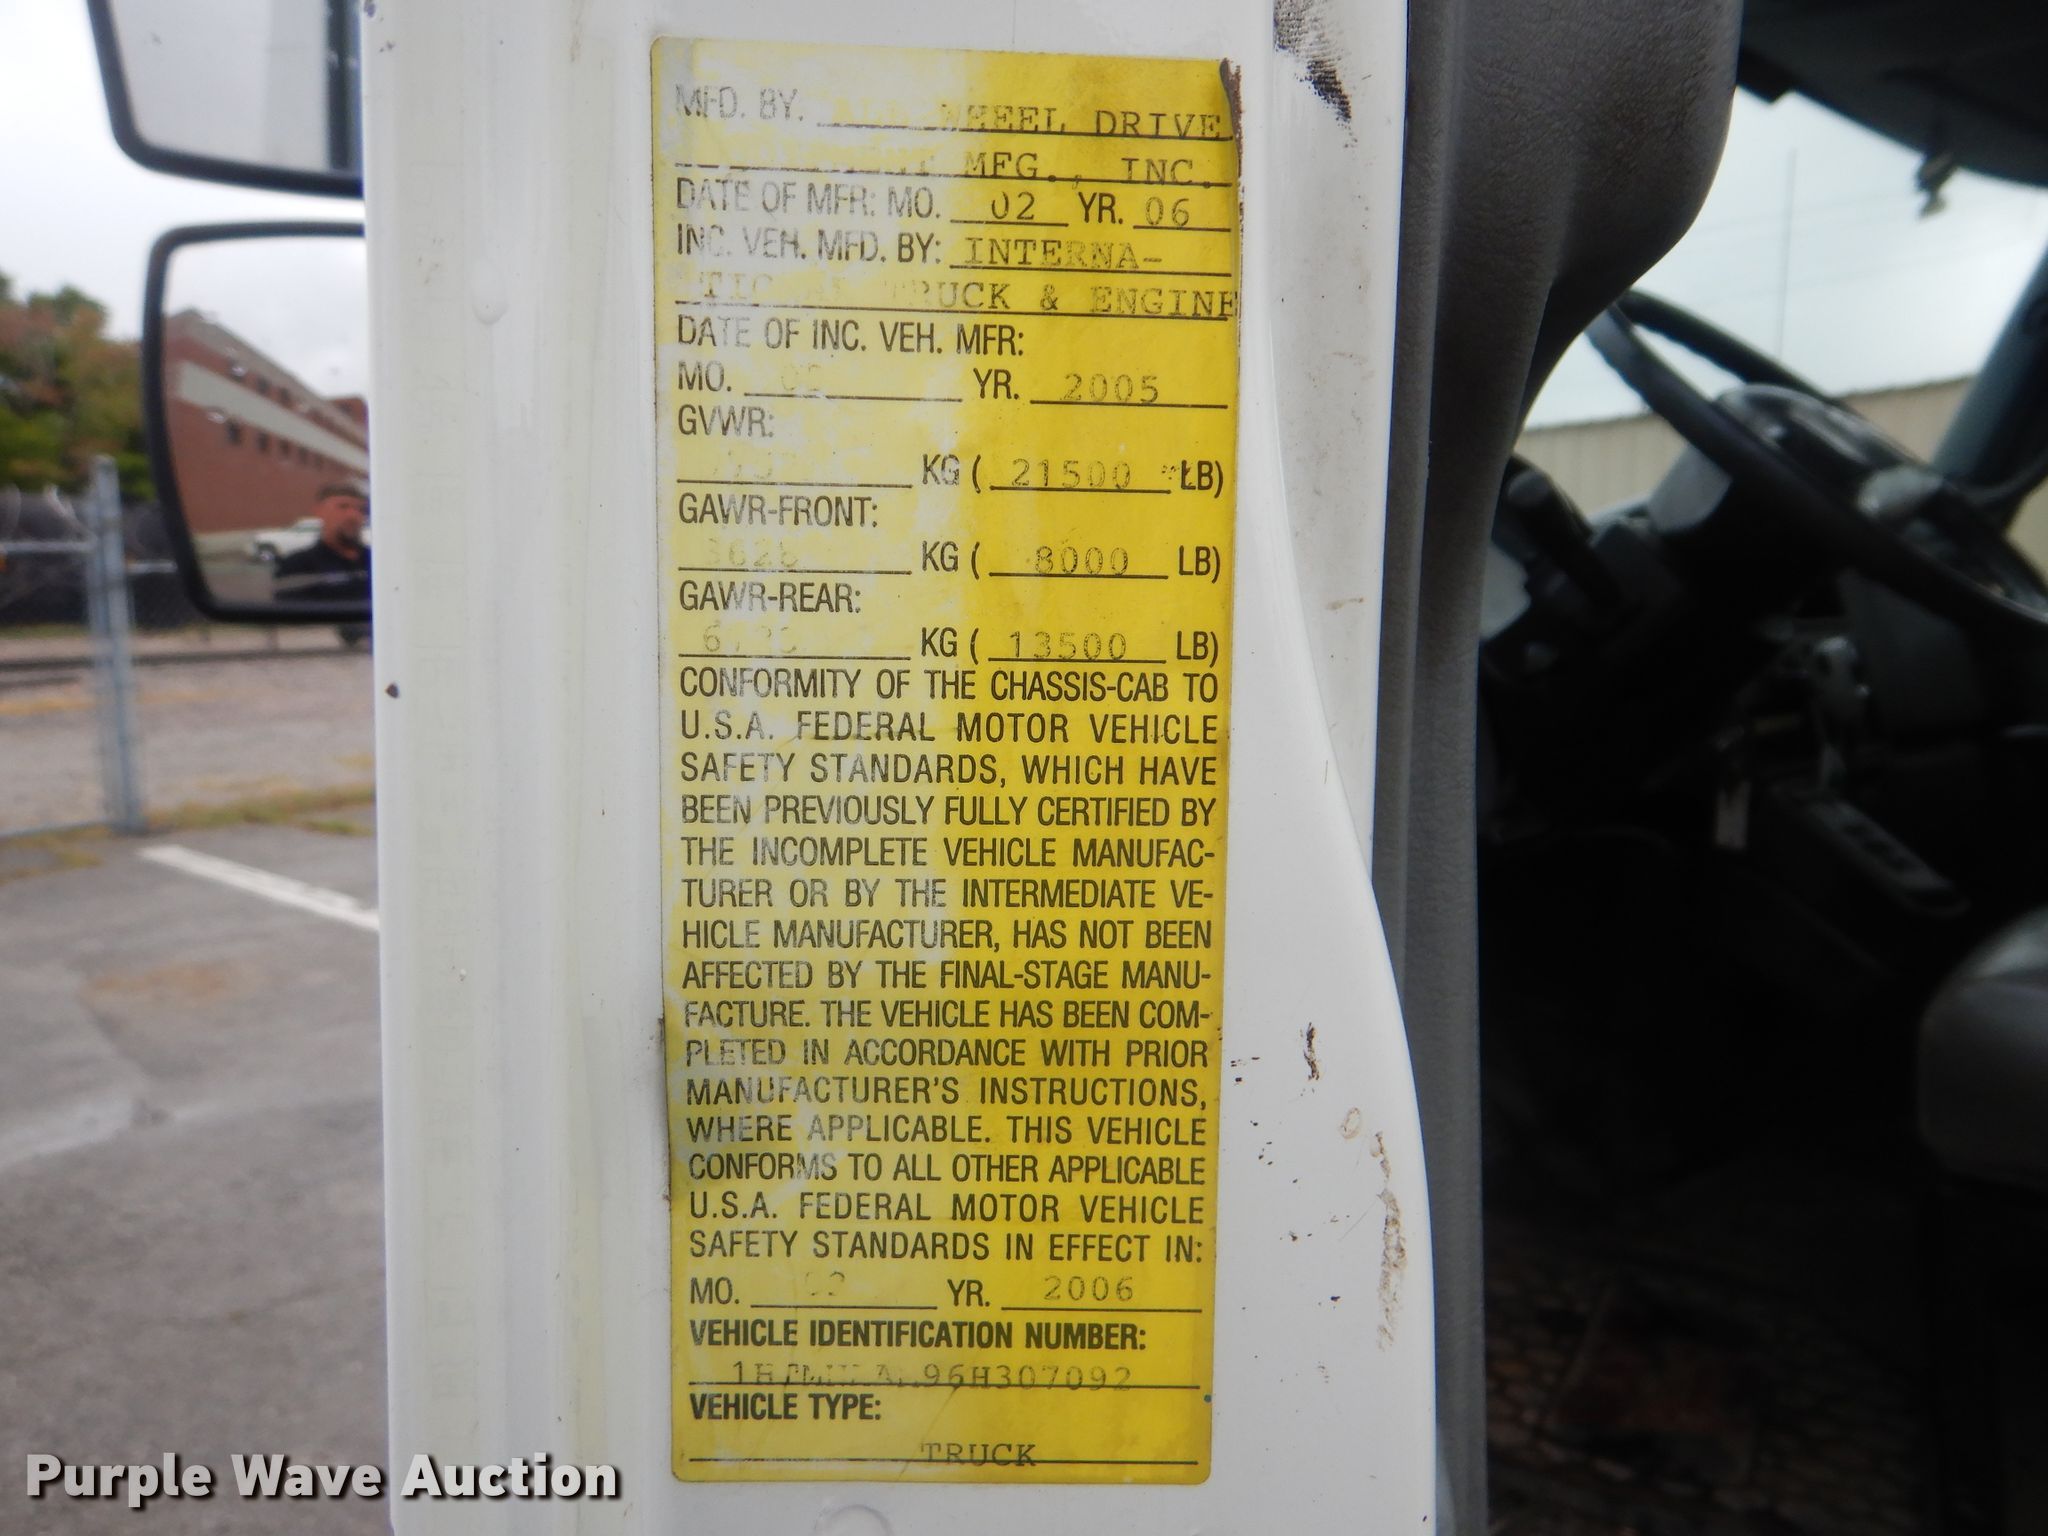 MFD. BY: WHEEL DRIVE
MFG., INC.
DATE OF MFR: MO. 02 YR. 06
INC. VEH. MFD. BY: INTERNA-
TRUCK & ENGINE
DATE OF INC. VEH. MFR:
MO. YR. 2005
GVWR:
KG ( 21500 LB)
GAWR-FRONT:
3628 KG ( 8000 LB)
GAWR-REAR:
KG ( 13500 LB)
CONFORMITY OF THE CHASSIS-CAB TO
U.S.A. FEDERAL MOTOR VEHICLE
SAFETY STANDARDS, WHICH HAVE
BEEN PREVIOUSLY FULLY CERTIFIED BY
THE INCOMPLETE VEHICLE MANUFAC-
TURER OR BY THE INTERMEDIATE VE-
HICLE MANUFACTURER, HAS NOT BEEN
AFFECTED BY THE FINAL-STAGE MANU-
FACTURE. THE VEHICLE HAS BEEN COM-
PLETED IN ACCORDANCE WITH PRIOR
MANUFACTURER'S INSTRUCTIONS,
WHERE APPLICABLE. THIS VEHICLE
CONFORMS TO ALL OTHER APPLICABLE
U.S.A. FEDERAL MOTOR VEHICLE
SAFETY STANDARDS IN EFFECT IN:
MO. YR. 2006
VEHICLE IDENTIFICATION NUMBER:
VEHICLE TYPE:
TRUCK
Purple Wave Auction